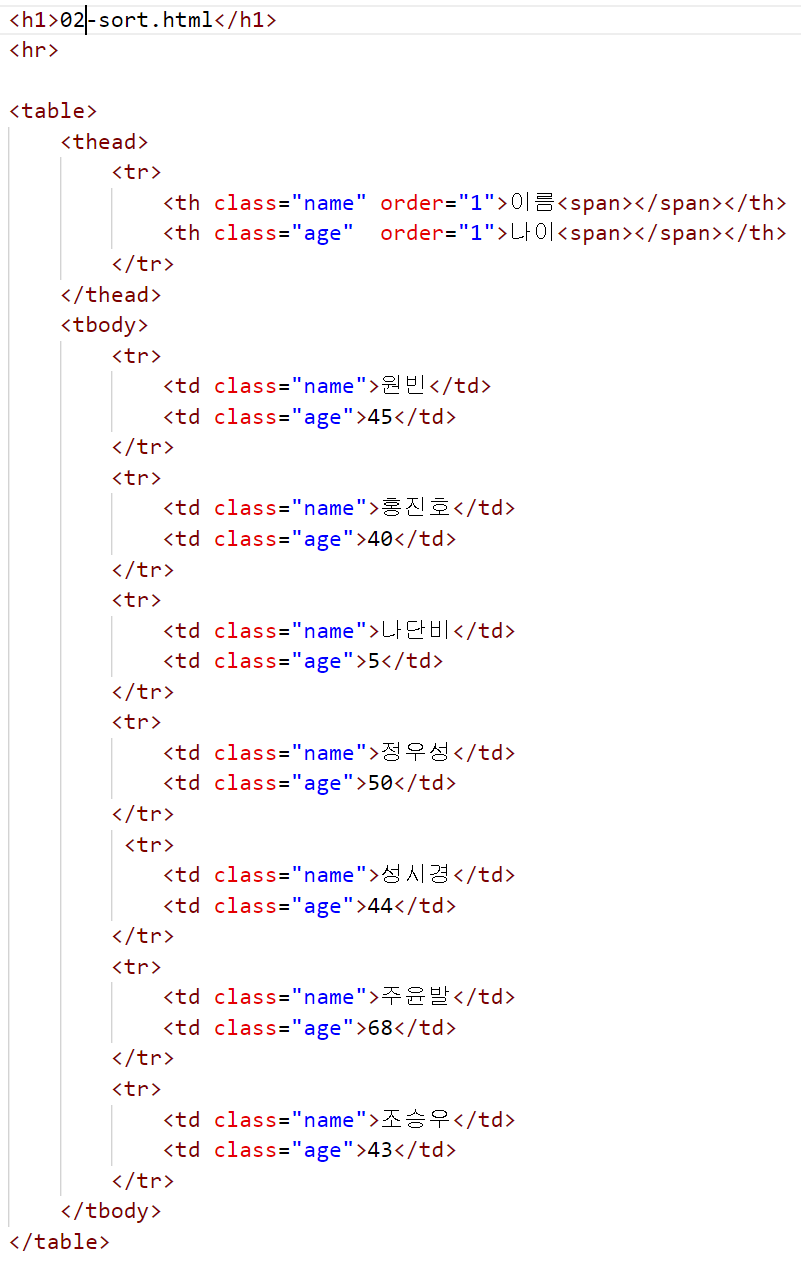 <h1>02-sort.html</h1>
<hr>
<table>
<thead>
<tr>
<th class="name" order="1">이름<span></span></th>
<th class="age"  order="1">나이<span></span></th>
</tr>
</thead>
<tbody>
<tr>
<td class="name">원빈</td>
<td class="age">45</td>
</tr>
<tr>
<td class="name">홍진호</td>
<td class="age">40</td>
</tr>
<tr>
<td class="name">나단비</td>
<td class="age">5</td>
</tr>
<tr>
<td class="name">정우성</td>
<td class="age">50</td>
</tr>
<tr>
<td class="name">성시경</td>
<td class="age">44</td>
</tr>
<tr>
<td class="name">주윤발</td>
<td class="age">68</td>
</tr>
<tr>
<td class="name">조승우</td>
<td class="age">43</td>
</tr>
</tbody>
</table>